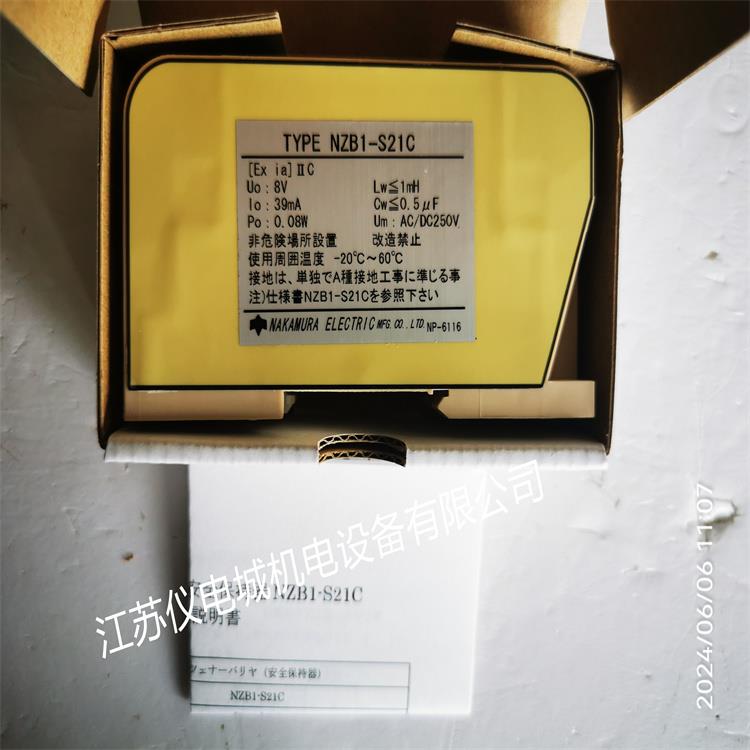 TYPE NZB1-S21C
[Ex ia]ⅡC
Uo:8V Lw≦1mH
Io:39mA Cw≦0.5μF
Po:0.08W Um:AC/DC250V
非危険場所設置 改造禁止
使用周囲温度 -20℃～60℃
接地は、単独でA種接地工事に準じる事
注)仕様書NZB1-S21Cを参照下さい
NAKAMURA ELECTRIC MFG.CO.,LTD. NP-6116
江苏仪电城机电设备有限公司
NZB1-S21C
説明書
ツェナーバリヤ (安全保持器)
NZB1-S21C
2024/06/06 11:07